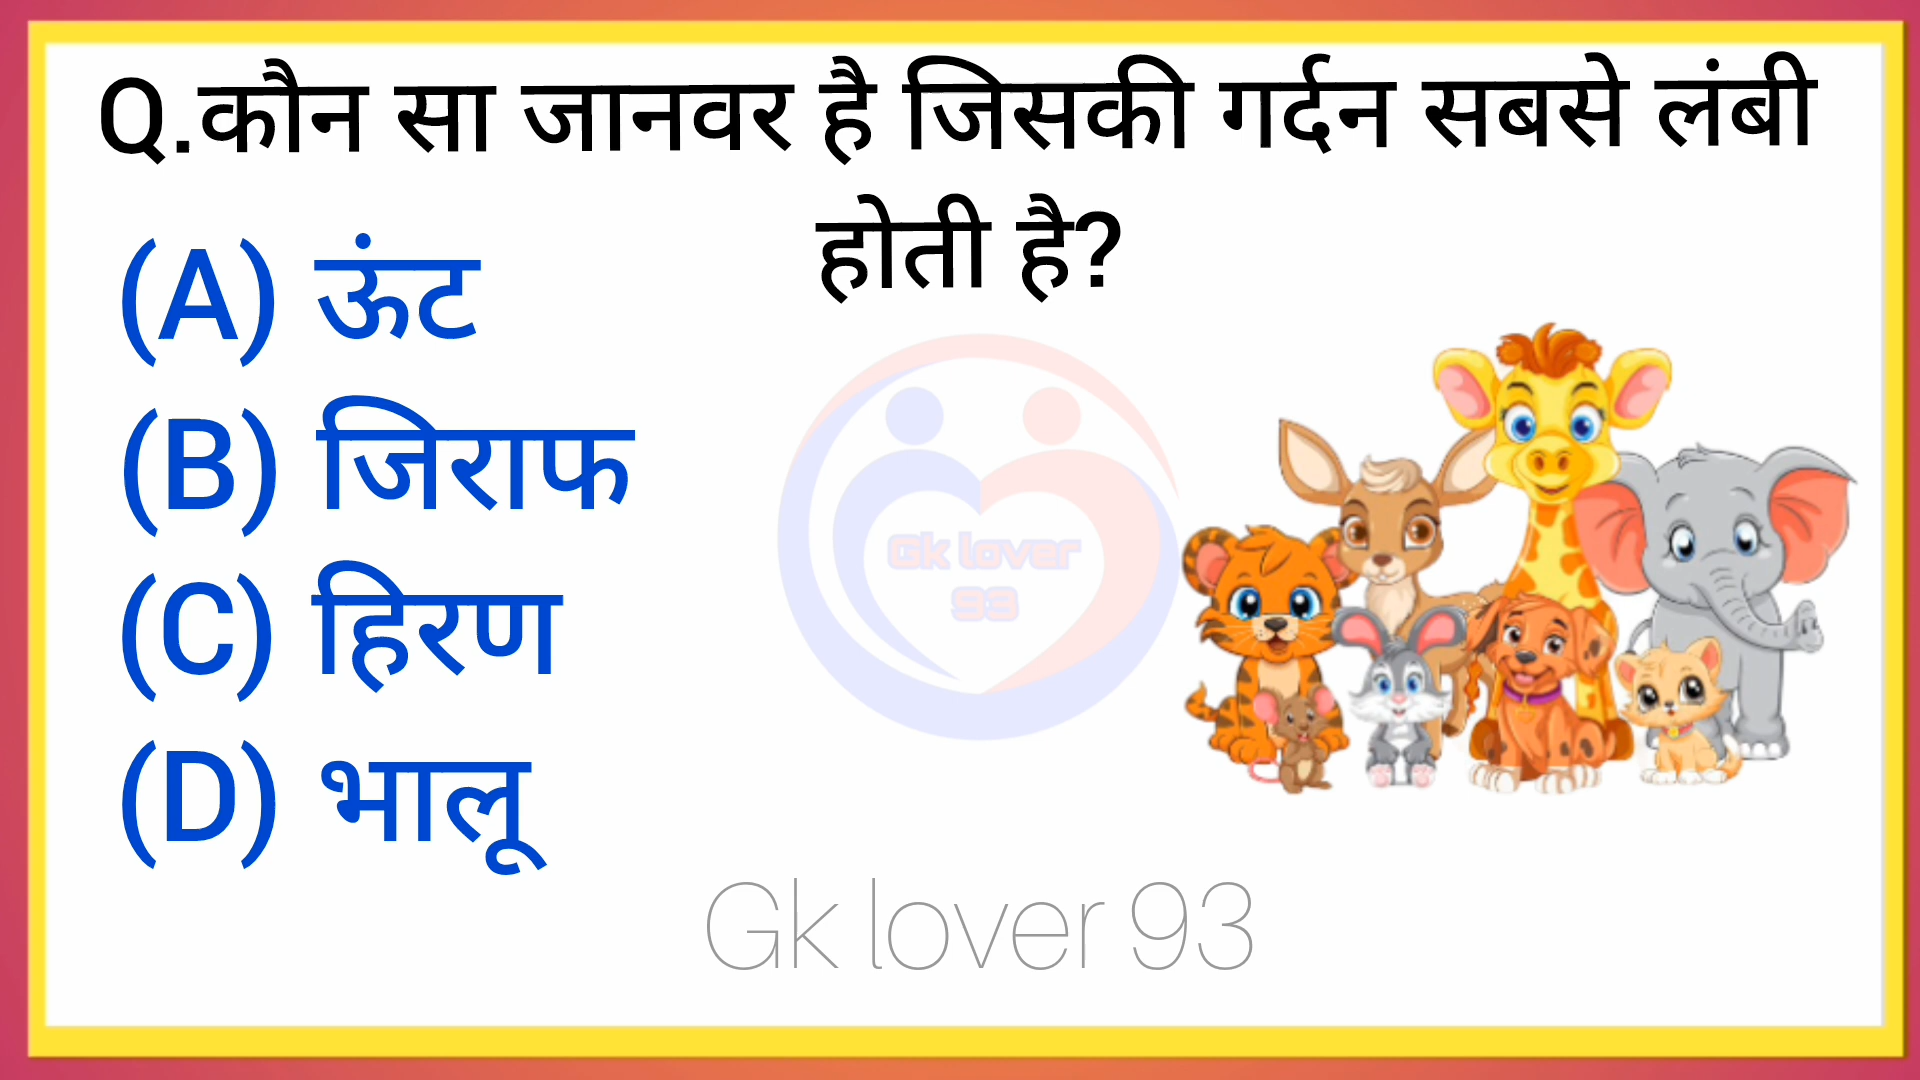 Q.कौन सा जानवर है जिसकी गर्दन सबसे लंबी
होती है?
(A) ऊंट
(B) जिराफ
(C) हिरण
(D) भालू
Gk lover
93
Gk lover 93